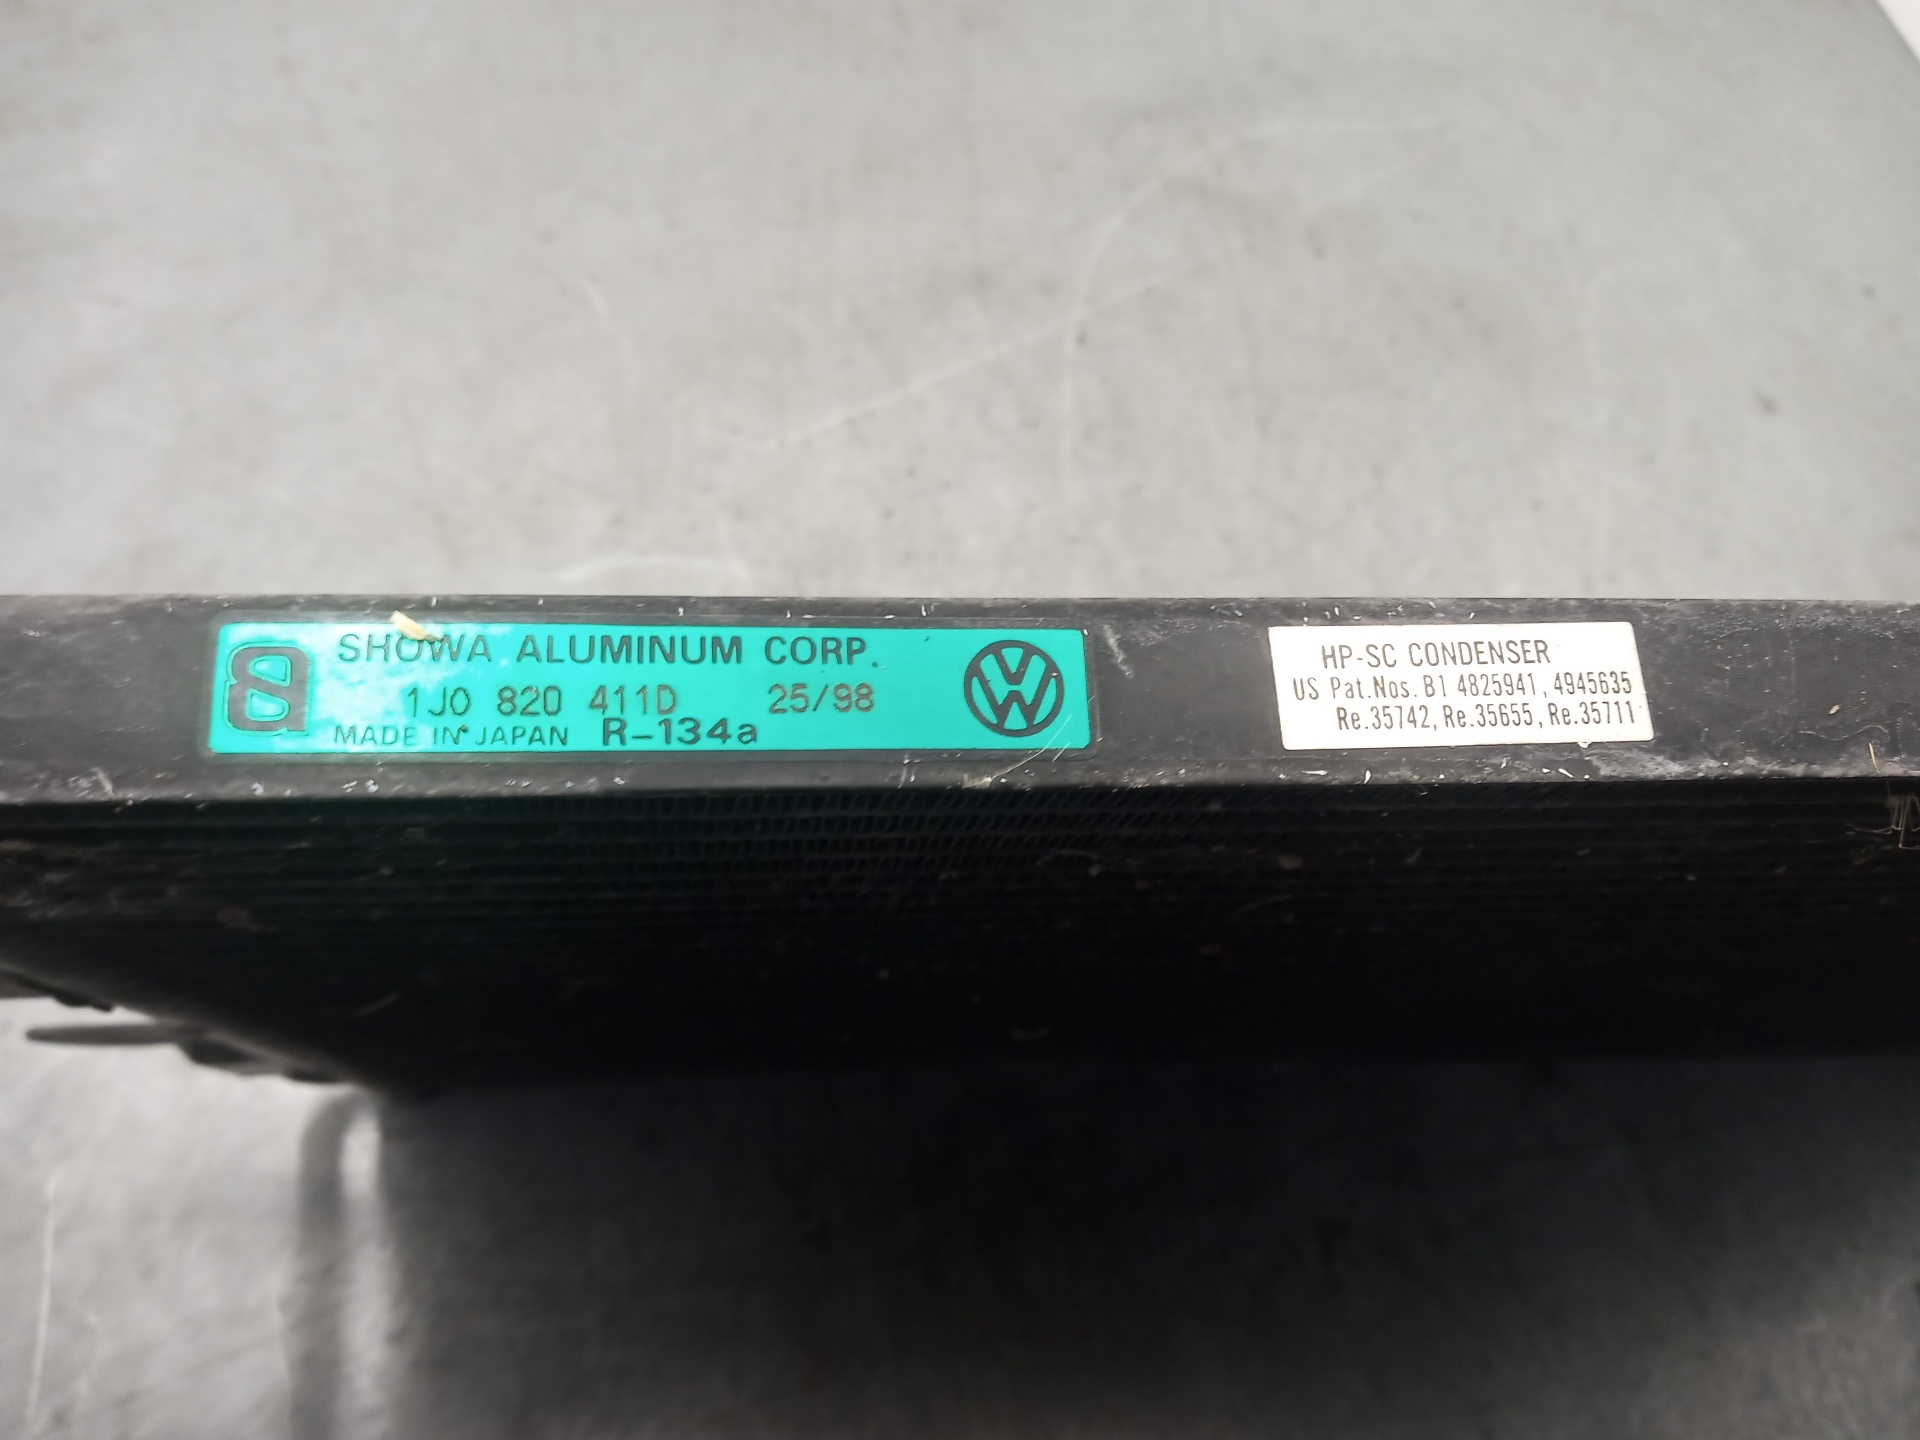 SHOWA ALUMINUM CORP.
1J0 820 411D 25/98
MADE IN JAPAN R-134a
HP-SC CONDENSER
US Pat.Nos. B1 4825941, 4945635
Re.35742, Re.35655, Re.35711